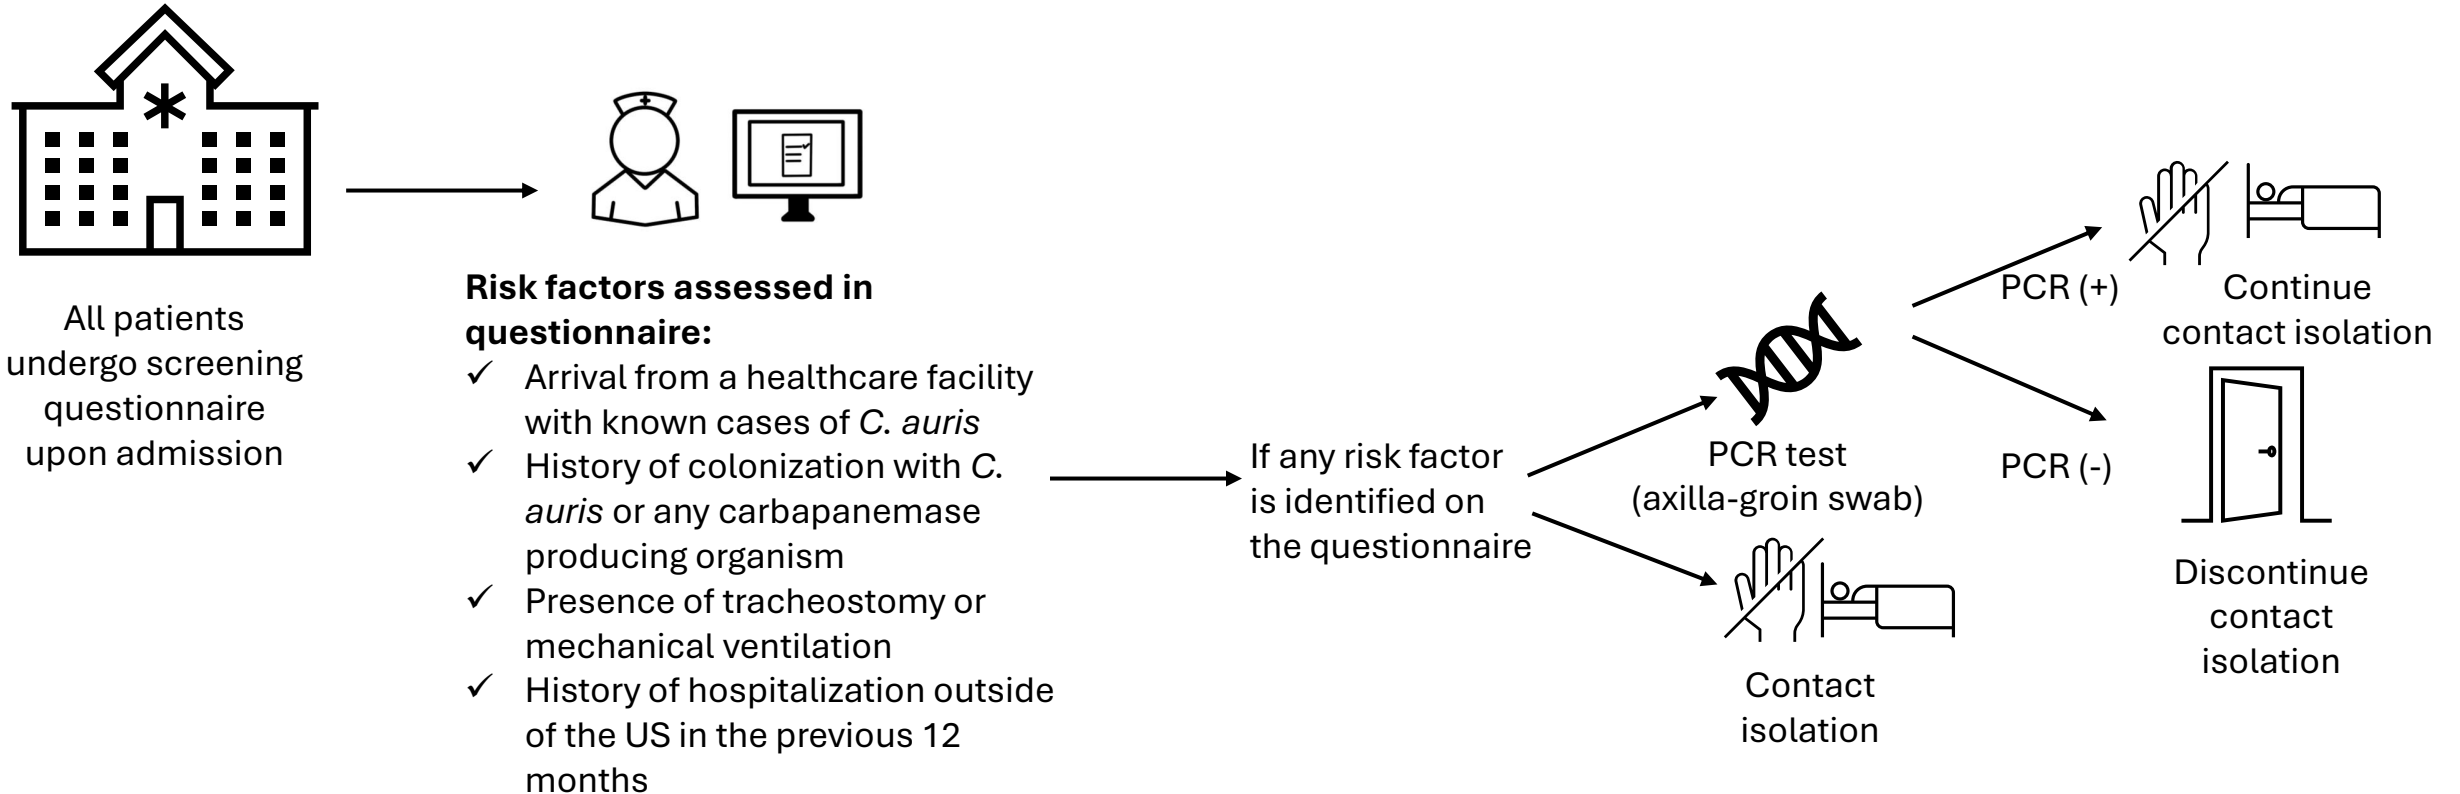 All patients
undergo screening
questionnaire
upon admission
Risk factors assessed in
questionnaire:
✓ Arrival from a healthcare facility
with known cases of C. auris
✓ History of colonization with C.
auris or any carbapanemase
producing organism
✓ Presence of tracheostomy or
mechanical ventilation
✓ History of hospitalization outside
of the US in the previous 12
months
If any risk factor
is identified on
the questionnaire
PCR test
(axilla-groin swab)
Contact
isolation
PCR (+)
Continue
contact isolation
PCR (-)
Discontinue
contact
isolation